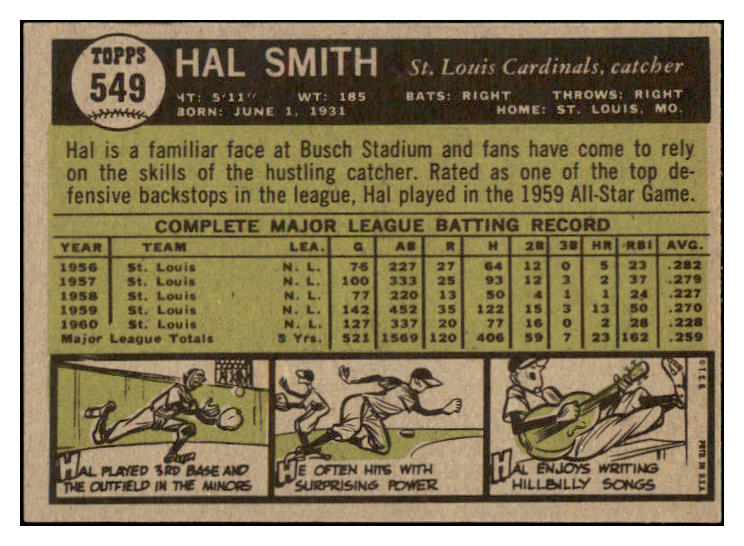 TOPPS
549
HAL SMITH St. Louis Cardinals, catcher
HT: 5'11" WT: 185 BATS: RIGHT THROWS: RIGHT
BORN: JUNE 1, 1931 HOME: ST. LOUIS, MO.
Hal is a familiar face at Busch Stadium and fans have come to rely
on the skills of the hustling catcher. Rated as one of the top de-
fensive backstops in the league, Hal played in the 1959 All-Star Game.
COMPLETE MAJOR LEAGUE BATTING RECORD
YEAR TEAM LEA. G AB R H 2B 3B HR RBI AVG.
1956 St. Louis N. L. 75 227 27 64 12 0 5 23 .282
1957 St. Louis N. L. 100 333 25 93 12 3 2 37 .279
1958 St. Louis N. L. 77 220 13 50 4 1 1 24 .227
1959 St. Louis N. L. 142 452 35 122 15 3 13 50 .270
1960 St. Louis N. L. 127 337 20 77 16 0 2 28 .228
Major League Totals 5 Yrs. 521 1569 120 406 59 7 23 162 .259
HAL PLAYED 3RD BASE AND
THE OUTFIELD IN THE MINORS
HE OFTEN HITS WITH
SURPRISING POWER
HAL ENJOYS WRITING
HILLBILLY SONGS
© T.C.G.
PRTD. IN U.S.A.